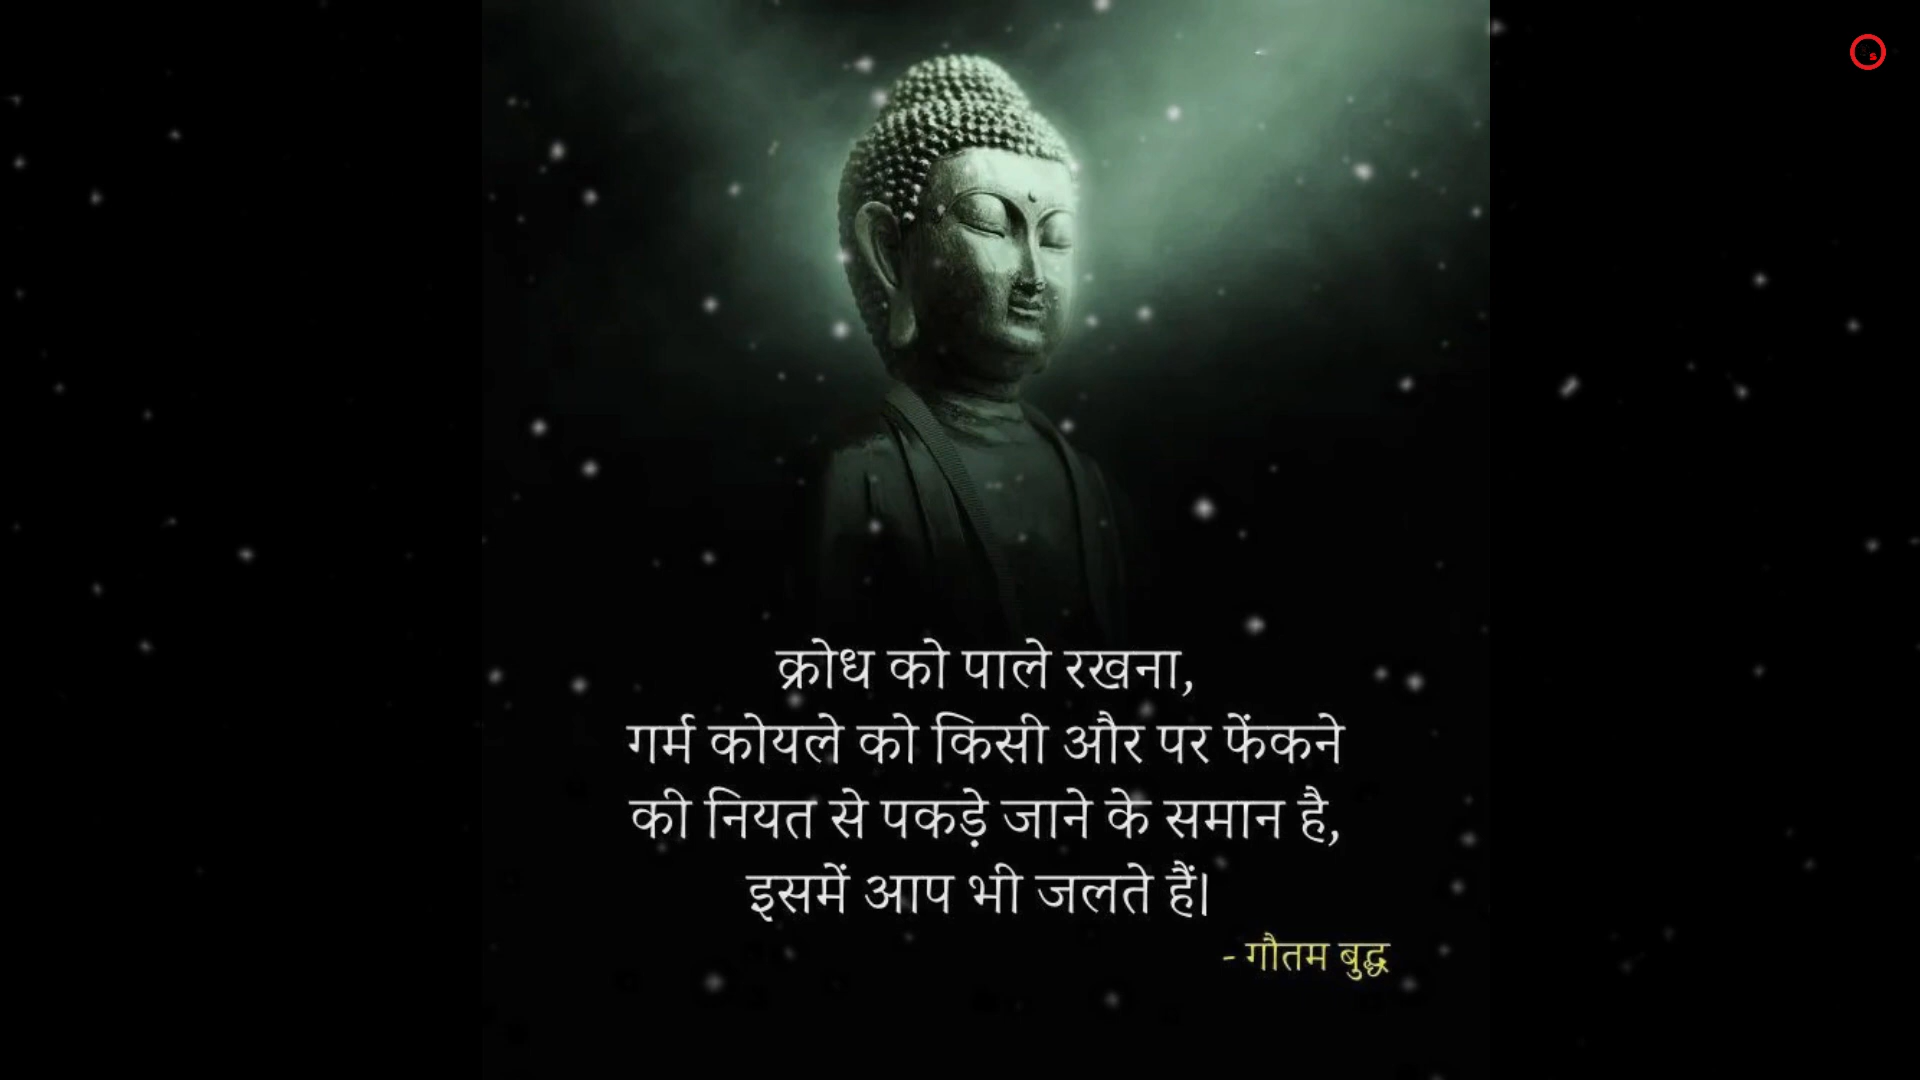 क्रोध को पाले रखना,
गर्म कोयले को किसी और पर फेंकने
की नियत से पकड़े जाने के समान है,
इसमें आप भी जलते हैं|
- गौतम बुद्ध